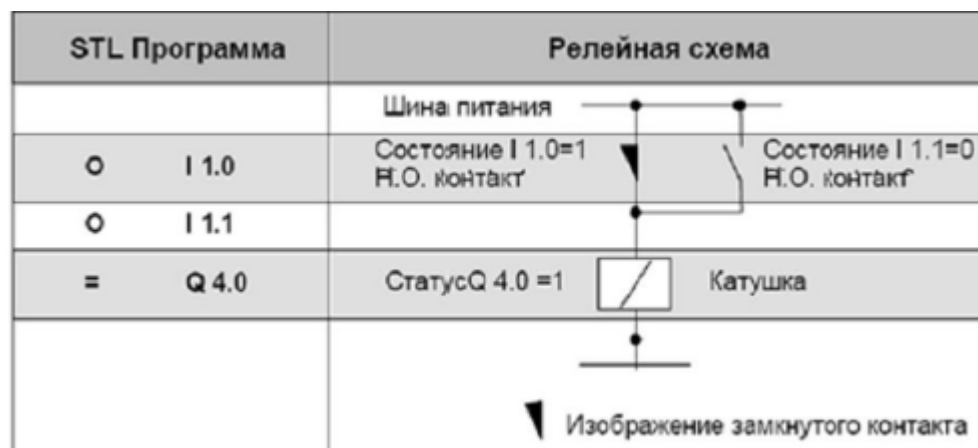 STL Программа
Релейная схема
Шина питания
O I 1.0
Состояние I 1.0=1
Н.О. контакт
Состояние I 1.1=0
Н.О. контакт
O I 1.1
= Q 4.0
СтатусQ 4.0 =1
Катушка
Изображение замкнутого контакта